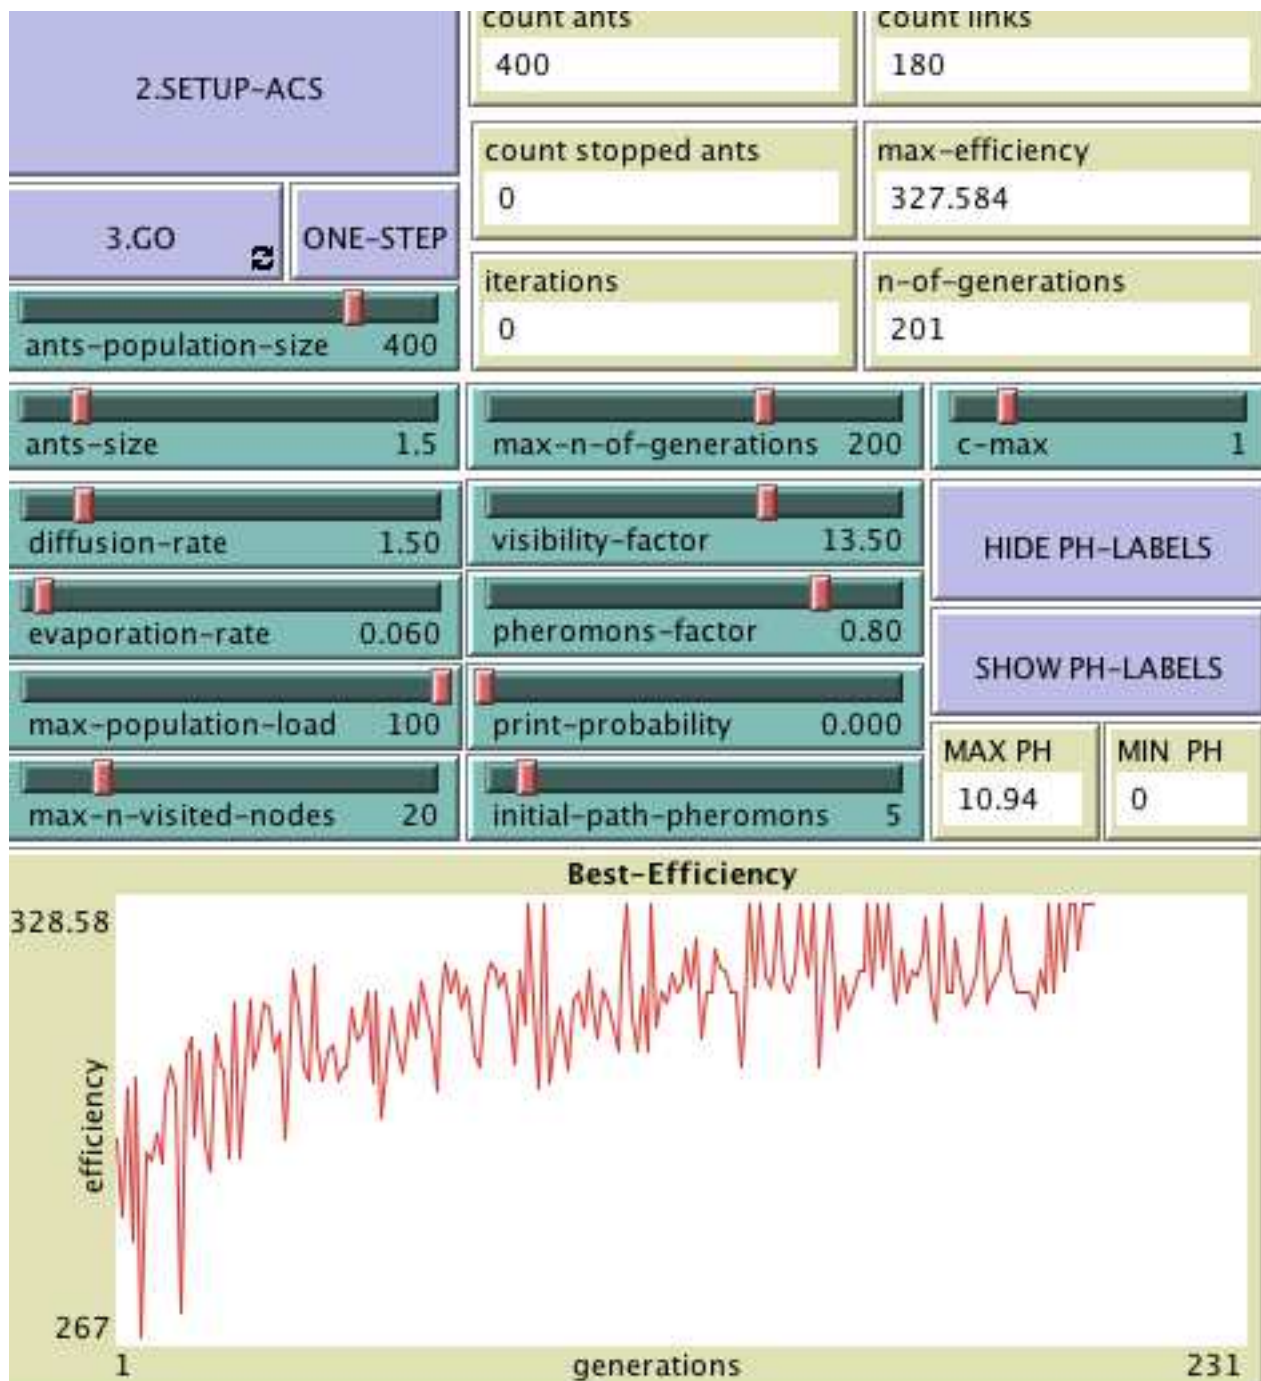 count ants
400
count links
180
2.SETUP-ACS
count stopped ants
0
max-efficiency
327.584
3.GO
ONE-STEP
iterations
0
n-of-generations
201
ants-population-size 400
ants-size 1.5
max-n-of-generations 200
c-max 1
diffusion-rate 1.50
visibility-factor 13.50
HIDE PH-LABELS
evaporation-rate 0.060
pheromons-factor 0.80
SHOW PH-LABELS
max-population-load 100
print-probability 0.000
MAX PH
10.94
MIN PH
0
max-n-visited-nodes 20
initial-path-pheromons 5
Best-Efficiency
328.58
efficiency
267
1
generations
231